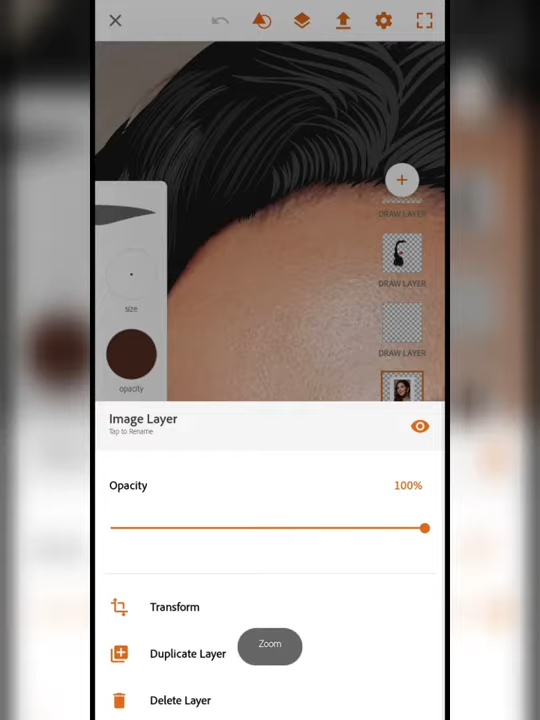 DRAW LAYER
DRAW LAYER
size
DRAW LAYER
opacity
Image Layer
Tap to Rename
Opacity
100%
Transform
Zoom
Duplicate Layer
Delete Layer